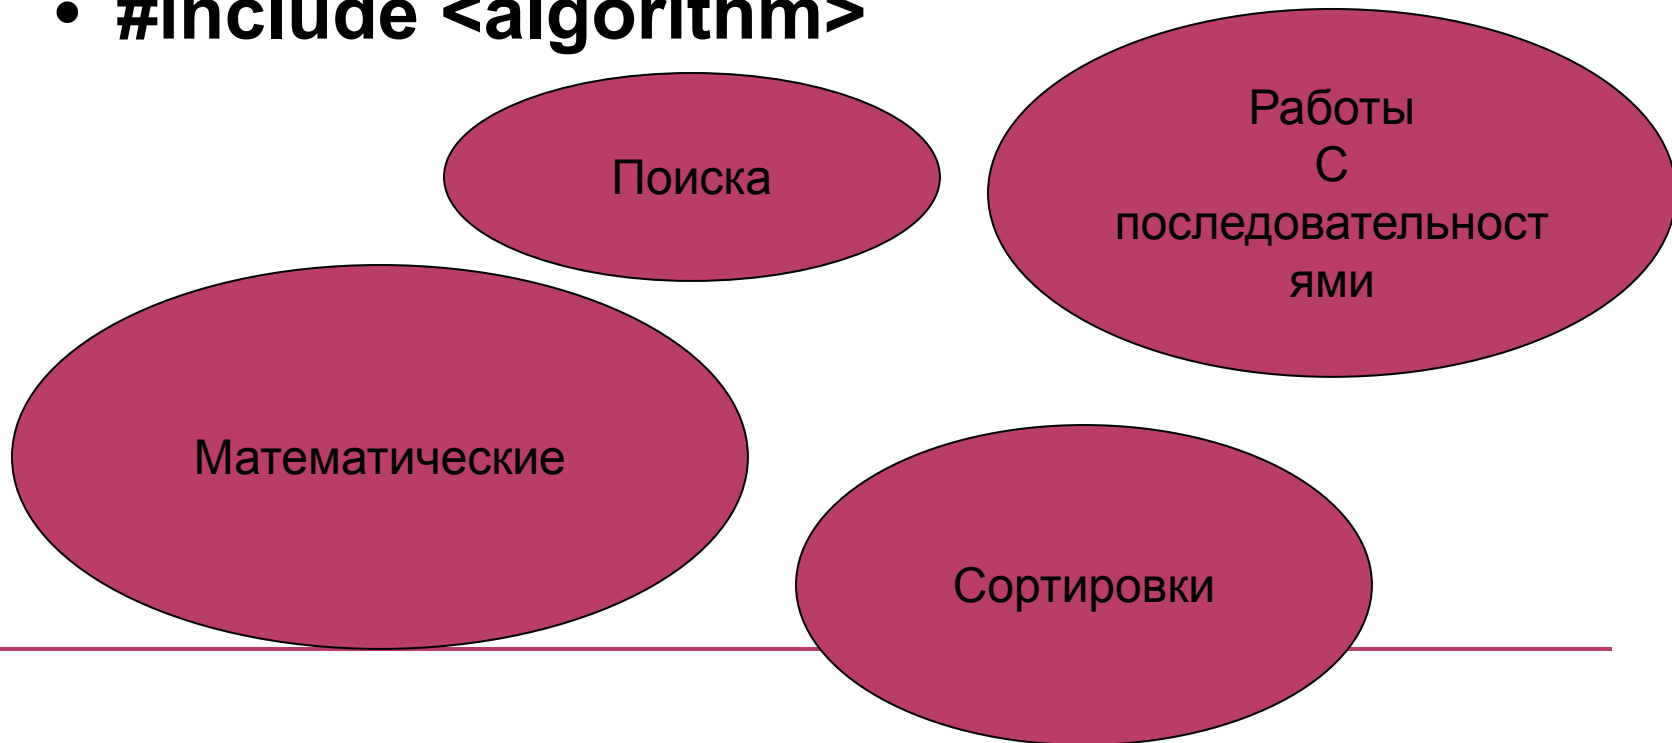 • #include <algorithm>
Поиска
Работы
С
последовательност
ями
Математические
Сортировки